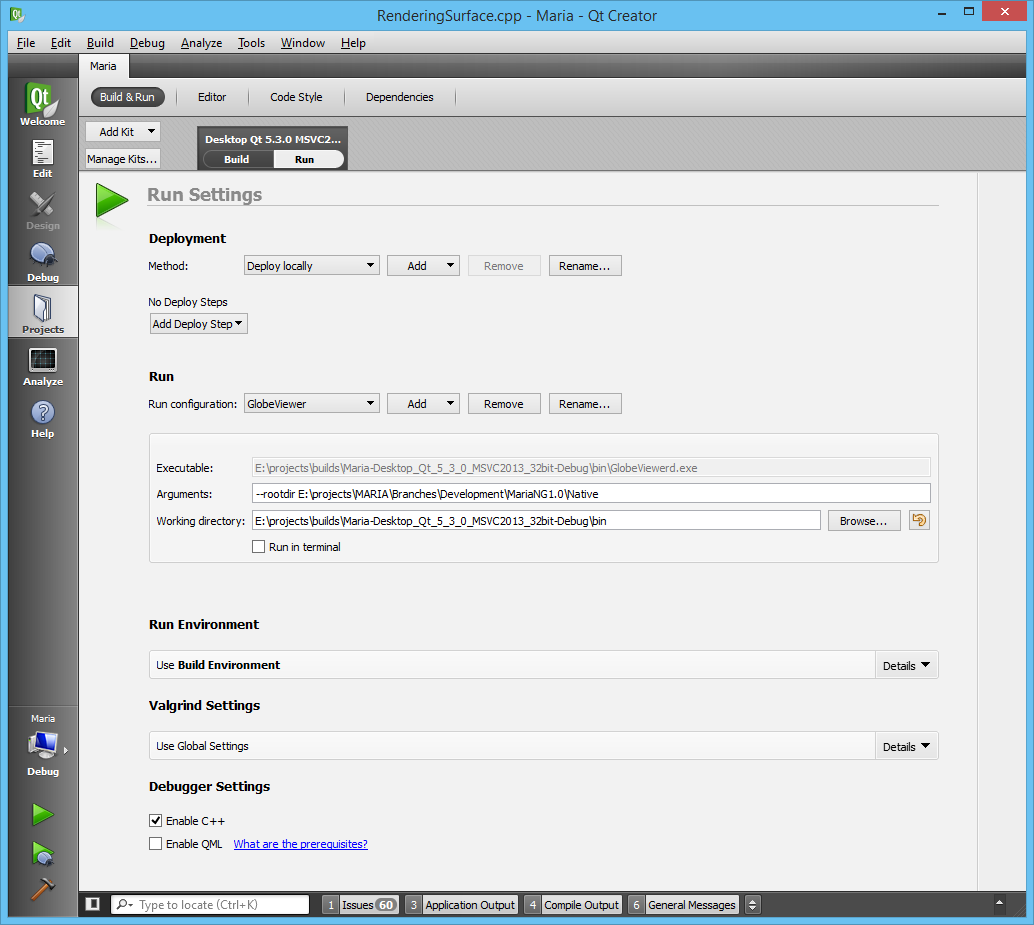 RenderingSurface.cpp - Maria - Qt Creator
File Edit Build Debug Analyze Tools Window Help
Maria
Build & Run Editor Code Style Dependencies
Add Kit
Manage Kits...
Desktop Qt 5.3.0 MSVC2...
Build Run
Qt
Welcome
Edit
Design
Debug
Projects
Analyze
Help
Run Settings
Deployment
Method: Deploy locally Add Remove Rename...
No Deploy Steps
Add Deploy Step
Run
Run configuration: GlobeViewer Add Remove Rename...
Executable: E:\projects\builds\Maria-Desktop_Qt_5_3_0_MSVC2013_32bit-Debug\bin\GlobeViewerd.exe
Arguments: --rootdir E:\projects\MARIA\Branches\Development\MariaNG1.0\Native
Working directory: E:\projects\builds\Maria-Desktop_Qt_5_3_0_MSVC2013_32bit-Debug\bin Browse...
Run in terminal
Run Environment
Use Build Environment Details
Valgrind Settings
Use Global Settings Details
Debugger Settings
Enable C++
Enable QML What are the prerequisites?
Maria
Debug
Type to locate (Ctrl+K) 1 Issues 60 3 Application Output 4 Compile Output 6 General Messages